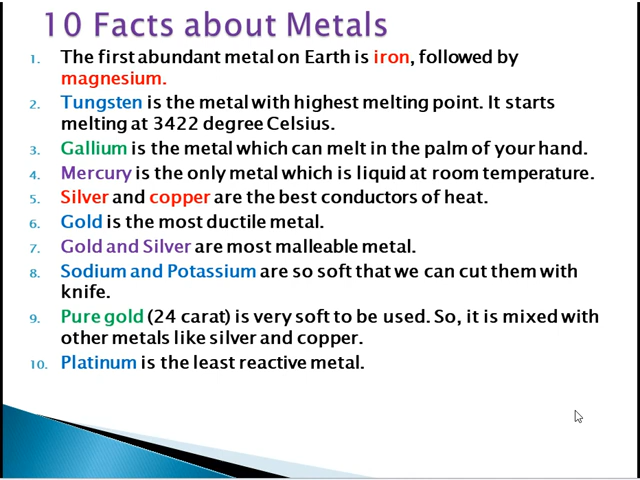 10 Facts about Metals
1. The first abundant metal on Earth is iron, followed by
magnesium.
2. Tungsten is the metal with highest melting point. It starts
melting at 3422 degree Celsius.
3. Gallium is the metal which can melt in the palm of your hand.
4. Mercury is the only metal which is liquid at room temperature.
5. Silver and copper are the best conductors of heat.
6. Gold is the most ductile metal.
7. Gold and Silver are most malleable metal.
8. Sodium and Potassium are so soft that we can cut them with
knife.
9. Pure gold (24 carat) is very soft to be used. So, it is mixed with
other metals like silver and copper.
10. Platinum is the least reactive metal.